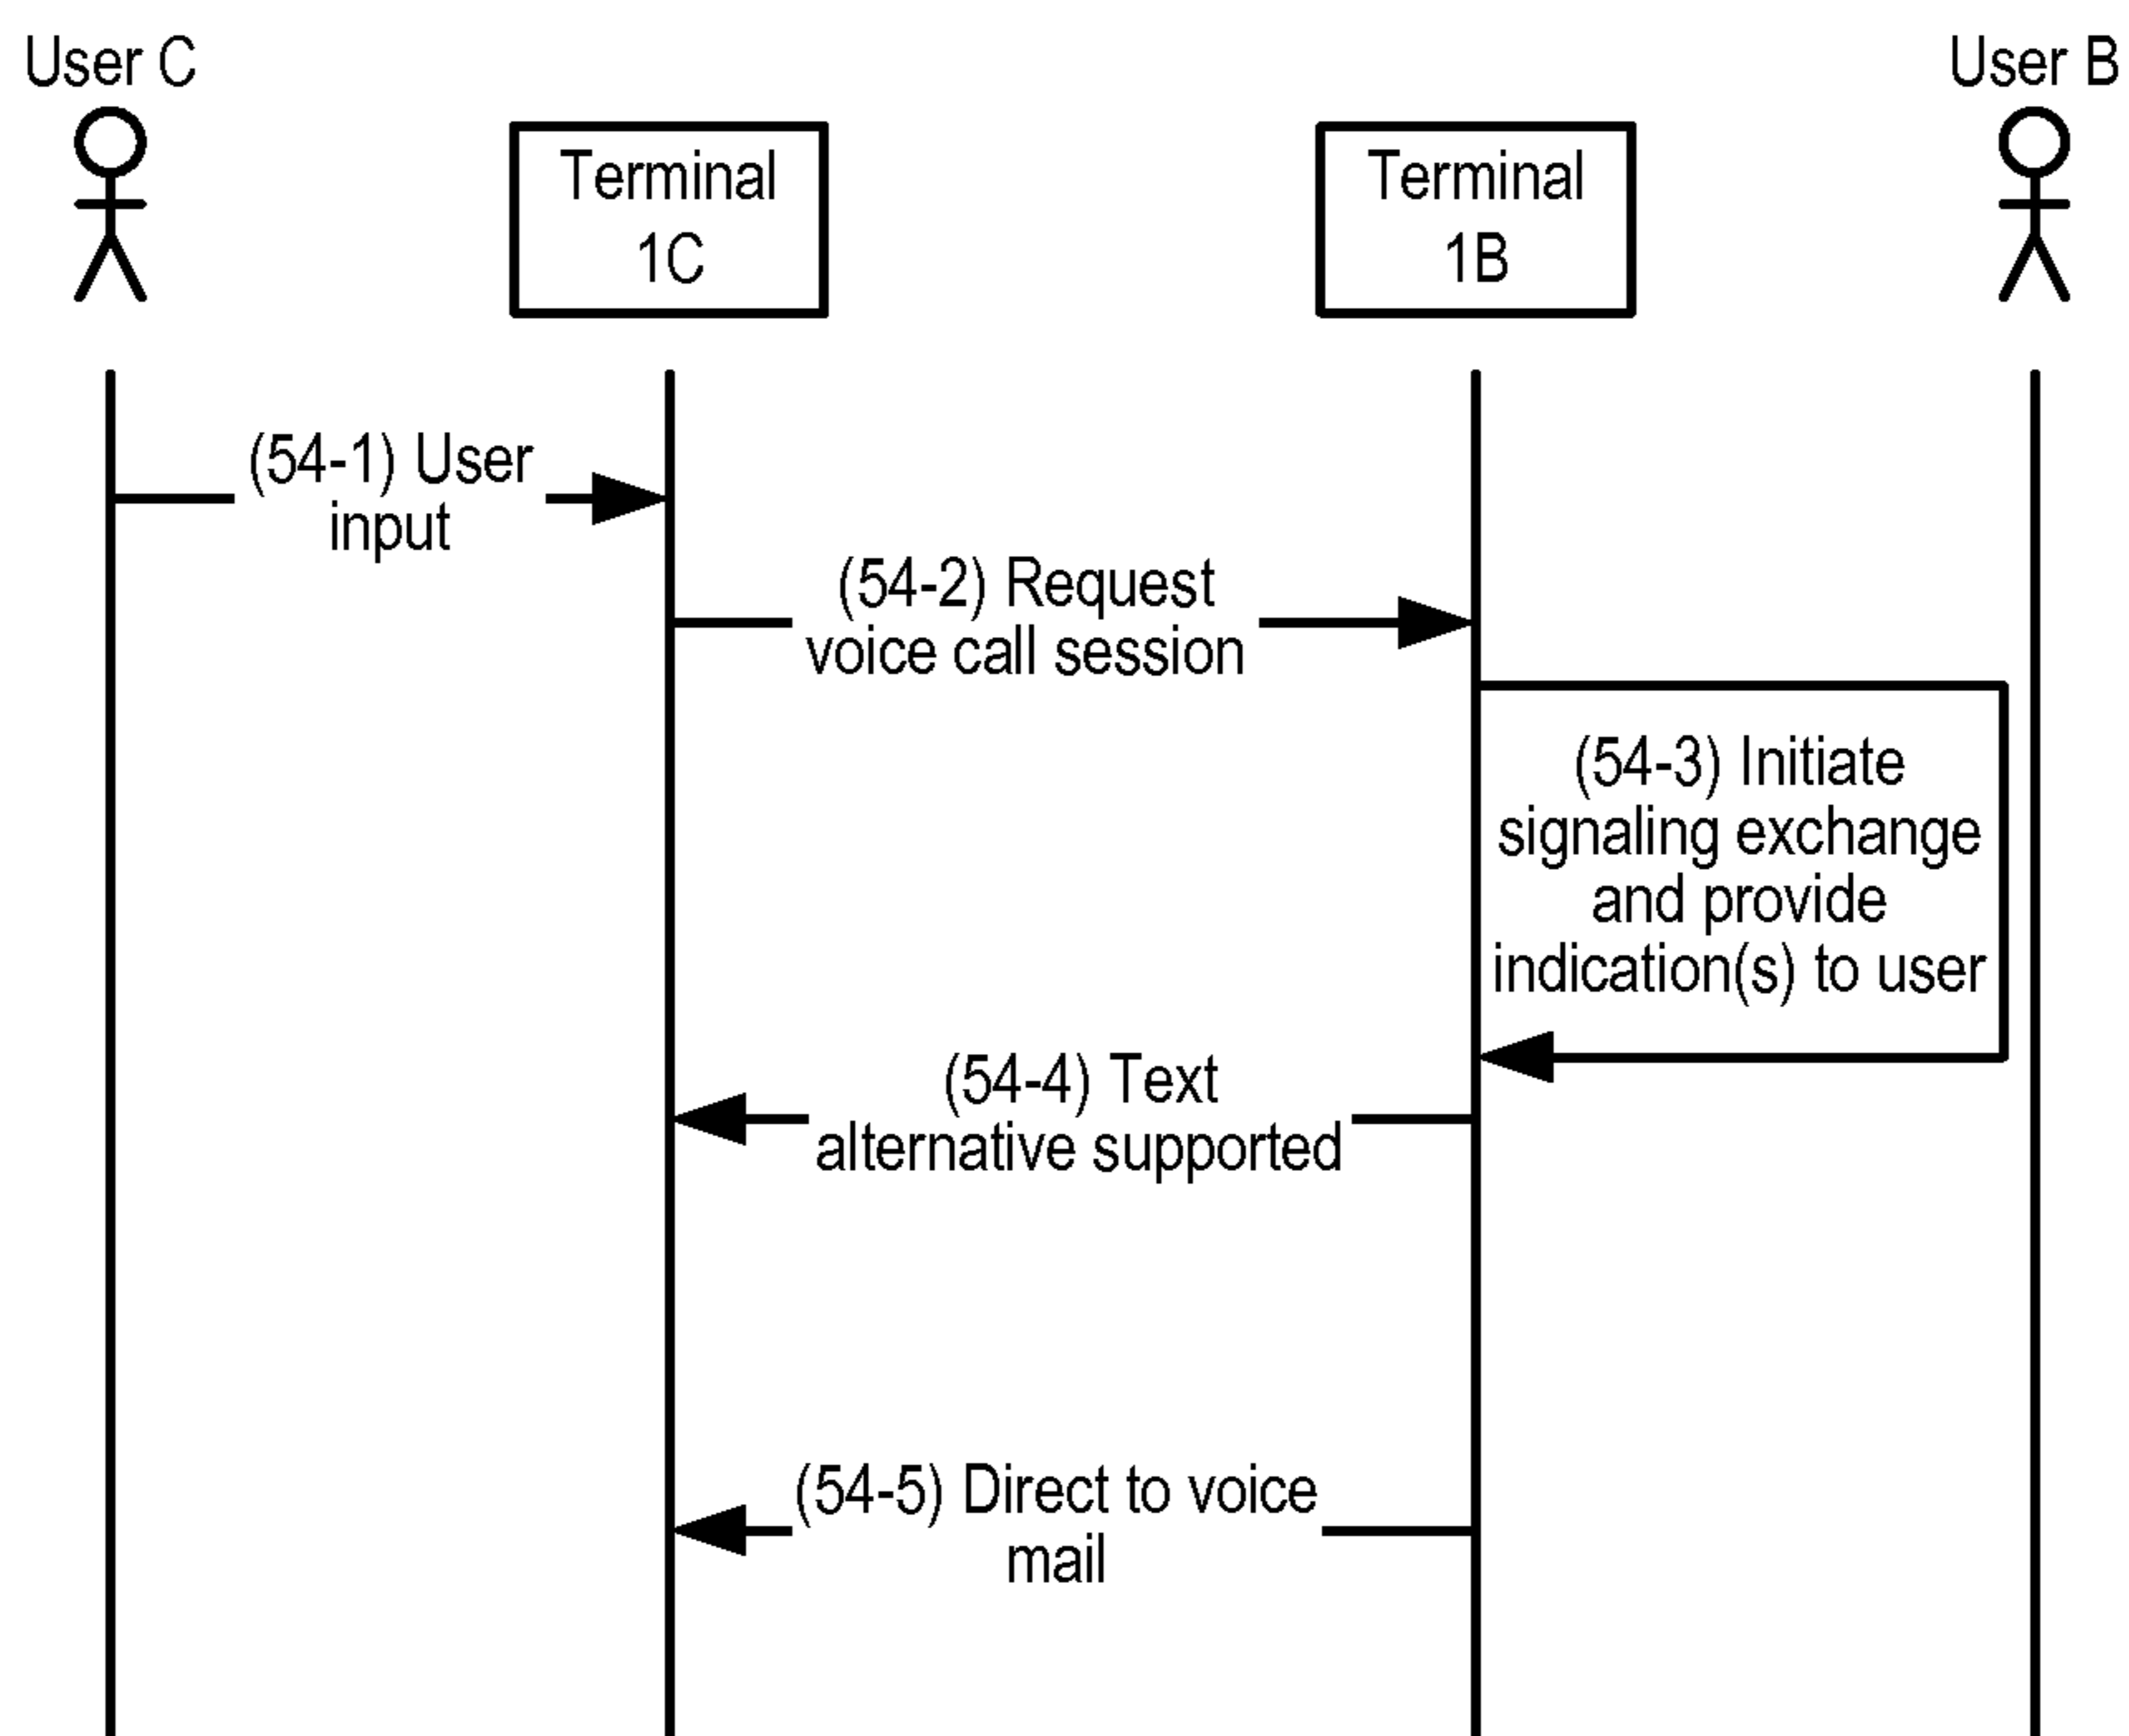 User C
User B
Terminal
1C
Terminal
1B
(54-1) User
input
(54-2) Request
voice call session
(54-3) Initiate
signaling exchange
and provide
indication(s) to user
(54-4) Text
alternative supported
(54-5) Direct to voice
mail